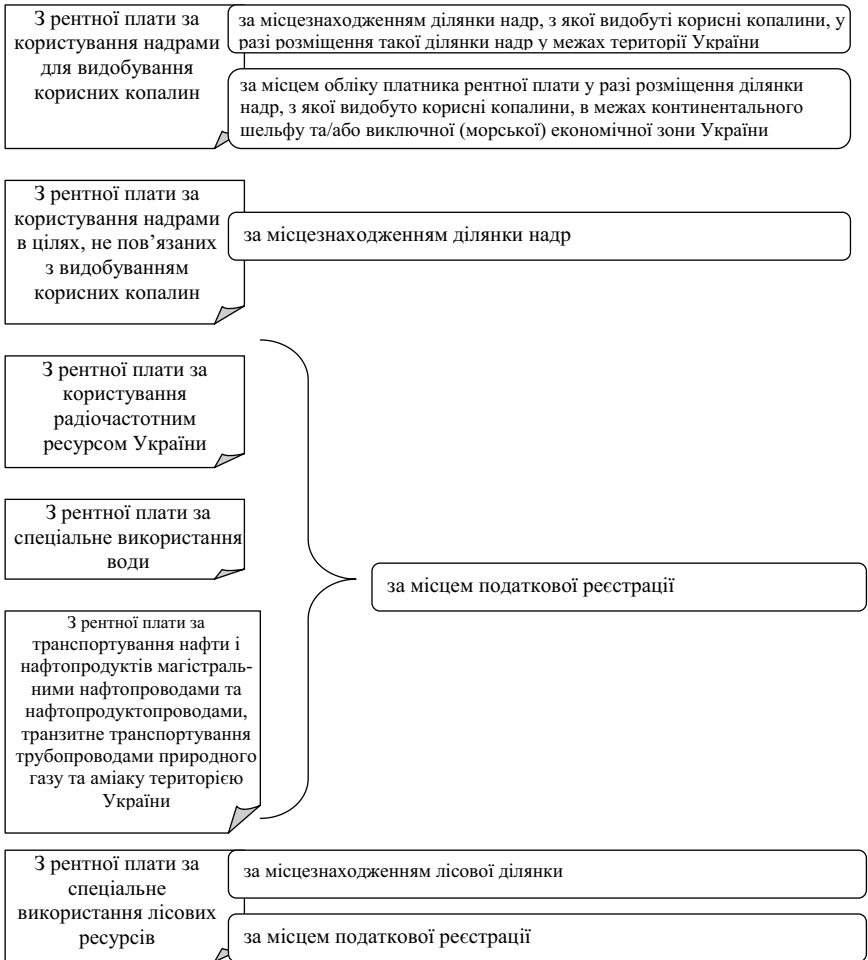 З рентної плати за
користування надрами
для видобування
корисних копалин
за місцезнаходженням ділянки надр, з якої видобуті корисні копалини, у
разі розміщення такої ділянки надр у межах території України
за місцем обліку платника рентної плати у разі розміщення ділянки
надр, з якої видобуто корисні копалини, в межах континентального
шельфу та/або виключної (морської) економічної зони України
З рентної плати за
користування надрами
в цілях, не пов’язаних
з видобуванням
корисних копалин
за місцезнаходженням ділянки надр
З рентної плати за
користування
радіочастотним
ресурсом України
З рентної плати за
спеціальне використання
води
З рентної плати за
транспортування нафти і
нафтопродуктів магістраль-
ними нафтопроводами та
нафтопродуктопроводами,
транзитне транспортування
трубопроводами природного
газу та аміаку територією
України
за місцем податкової реєстрації
З рентної плати за
спеціальне
використання лісових
ресурсів
за місцезнаходженням лісової ділянки
за місцем податкової реєстрації